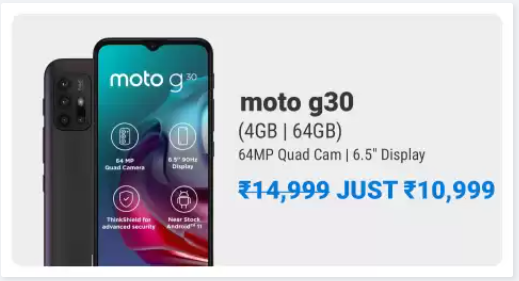 moto g30
64 MP
Quad Camera
6.5" 90Hz
Display
ThinkShield for
advanced security
Near Stock
Android™ 11
moto g30
(4GB | 64GB)
64MP Quad Cam | 6.5" Display
₹14,999 JUST ₹10,999